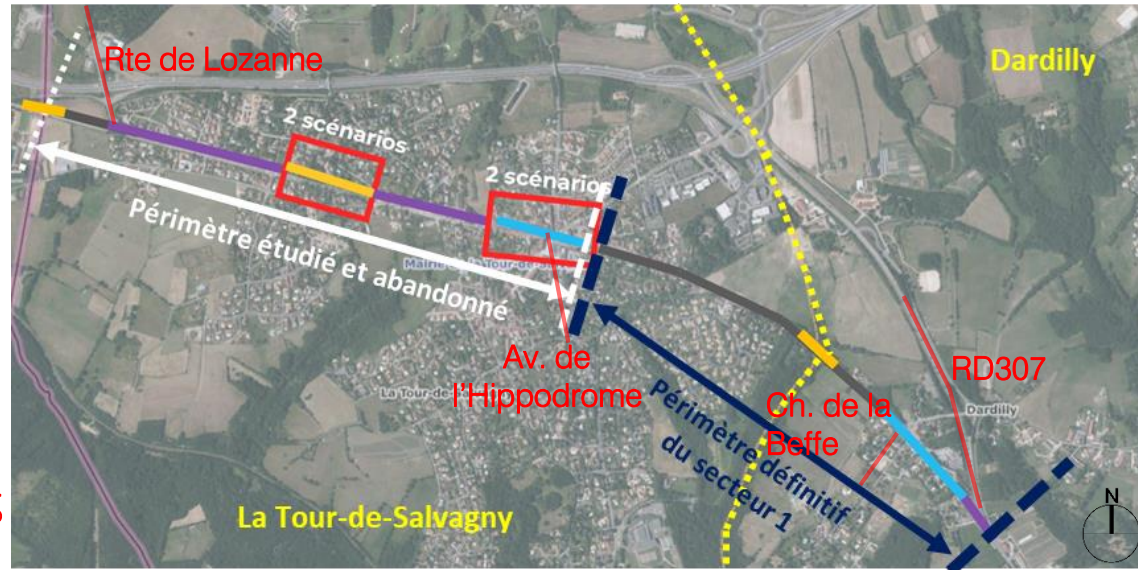 Rte de Lozanne
Dardilly
2 scénarios
2 scénarios
Périmètre étudié et abandonné
Av. de
l'Hippodrome
RD307
Ch. de la
Beffe
Dardilly
Périmètre définitif
du secteur 1
La Tour-de-Salvagny
N